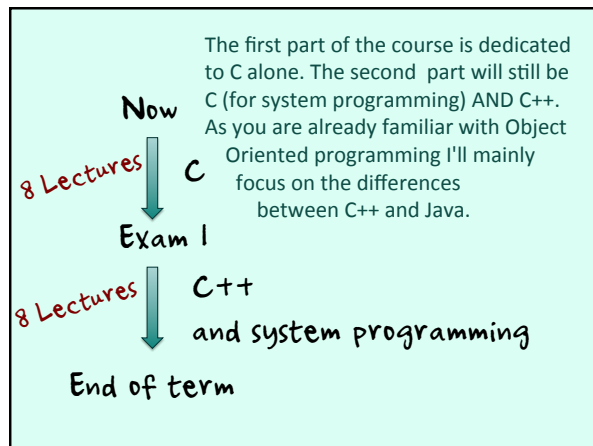 The first part of the course is dedicated
to C alone. The second  part will still be
C (for system programming) AND C++.
As you are already familiar with Object
Oriented programming I'll mainly
focus on the differences
between C++ and Java.
Now
8 Lectures
C
Exam 1
8 Lectures
C++
and system programming
End of term